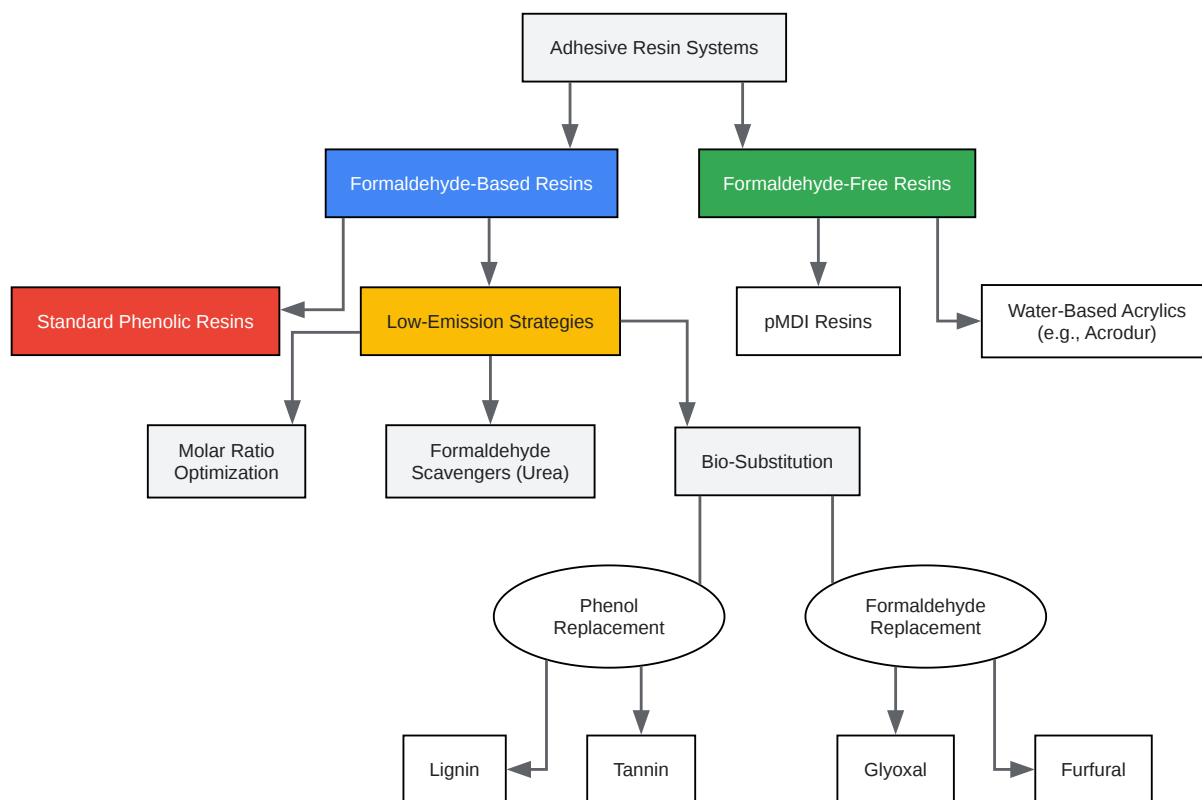 Adhesive Resin Systems
Formaldehyde-Based Resins
Formaldehyde-Free Resins
Standard Phenolic Resins
Low-Emission Strategies
pMDI Resins
Water-Based Acrylics
(e.g., Acrodur)
Molar Ratio
Optimization
Formaldehyde
Scavengers (Urea)
Bio-Substitution
Phenol
Replacement
Formaldehyde
Replacement
Lignin
Tannin
Glyoxal
Furfural